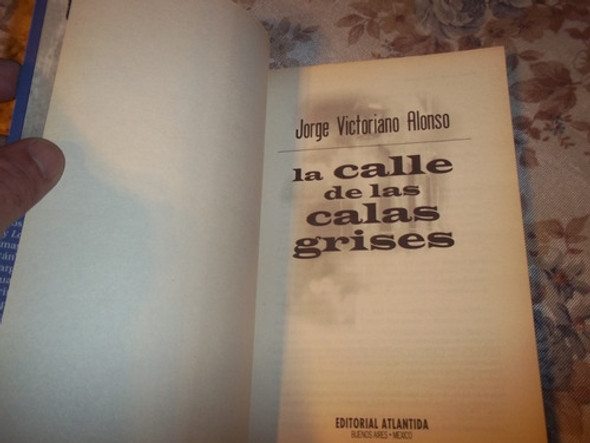 Jorge Victoriano Alonso
la calle
de las
calas
grises
EDITORIAL ATLANTIDA
BUENOS AIRES • MEXICO